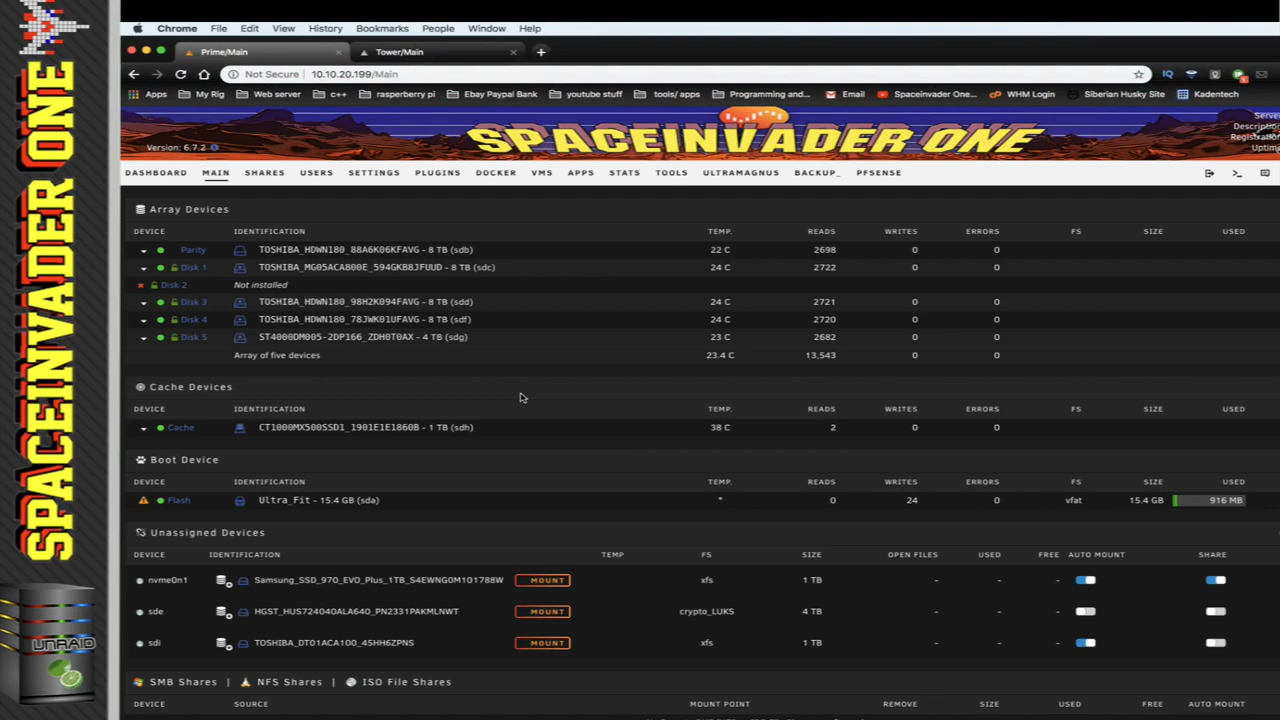 SPACEINVADER ONE
UNRAID
Chrome File Edit View History Bookmarks People Window Help
Prime/Main Tower/Main
Not Secure 10.10.20.199/Main
Apps My Rig Web server c++ rasperberry pi Ebay Paypal Bank youtube stuff tools/ apps Programming and... Email Spaceinvader One... WHM Login Siberian Husky Site Kadentech
SPACEINVADER ONE
Version: 6.7.2
Server
Description
Registration
Uptime
DASHBOARD MAIN SHARES USERS SETTINGS PLUGINS DOCKER VMS APPS STATS TOOLS ULTRAMAGNUS BACKUP_ PFSENSE
Array Devices
DEVICE IDENTIFICATION TEMP. READS WRITES ERRORS FS SIZE USED
Parity TOSHIBA_HDWN180_88A6K06KFAVG - 8 TB (sdb) 22 C 2698 0 0
Disk 1 TOSHIBA_MG05ACA800E_594GKB8JFUUD - 8 TB (sdc) 24 C 2722 0 0
Disk 2 Not installed
Disk 3 TOSHIBA_HDWN180_98H2K094FAVG - 8 TB (sdd) 24 C 2721 0 0
Disk 4 TOSHIBA_HDWN180_78JWK01UFAVG - 8 TB (sdf) 24 C 2720 0 0
Disk 5 ST4000DM005-2DP166_ZDH0T0AX - 4 TB (sdg) 23 C 2682 0 0
Array of five devices 23.4 C 13,543 0 0
Cache Devices
DEVICE IDENTIFICATION TEMP. READS WRITES ERRORS FS SIZE USED
Cache CT1000MX500SSD1_1901E1E1860B - 1 TB (sdh) 38 C 2 0 0
Boot Device
DEVICE IDENTIFICATION TEMP. READS WRITES ERRORS FS SIZE USED
Flash Ultra_Fit - 15.4 GB (sda) * 0 24 0 vfat 15.4 GB 916 MB
Unassigned Devices
DEVICE IDENTIFICATION TEMP FS SIZE OPEN FILES USED FREE AUTO MOUNT SHARE
nvme0n1 Samsung_SSD_970_EVO_Plus_1TB_S4EWNG0M101788W MOUNT xfs 1 TB - - -
sde HGST_HUS724040ALA640_PN2331PAKMLNWT MOUNT crypto_LUKS 4 TB - - -
sdi TOSHIBA_DT01ACA100_45HH6ZPNS MOUNT xfs 1 TB - - -
SMB Shares | NFS Shares | ISO File Shares
DEVICE SOURCE MOUNT POINT REMOVE SIZE USED FREE AUTO MOUNT